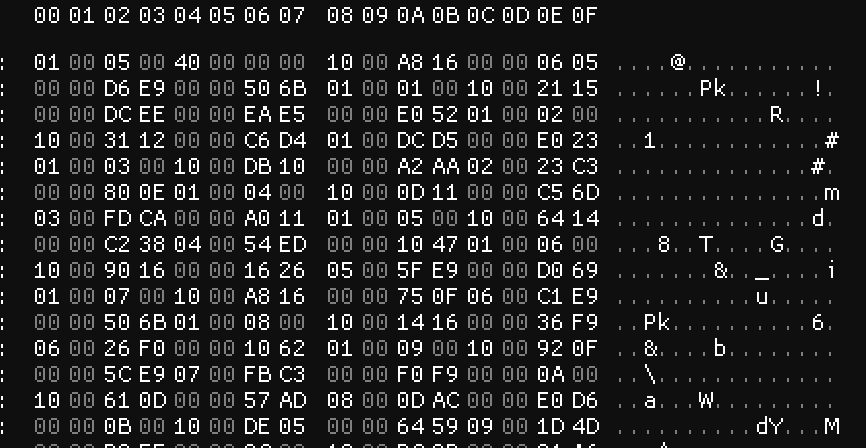 00 01 02 03 04 05 06 07 08 09 0A 0B 0C 0D 0E 0F
: 01 00 05 00 40 00 00 00 10 00 A8 16 00 00 06 05 ....@...........
: 00 00 D6 E9 00 00 50 6B 01 00 01 00 10 00 21 15 ......Pk......!.
: 00 00 DC EE 00 00 EA E5 00 00 E0 52 01 00 02 00 ...........R....
: 10 00 31 12 00 00 C6 D4 01 00 DC D5 00 00 E0 23 ..1............#
: 01 00 03 00 10 00 DB 10 00 00 A2 AA 02 00 23 C3 ..............#.
: 00 00 80 0E 01 00 04 00 10 00 0D 11 00 00 C5 6D ...............m
: 03 00 FD CA 00 00 A0 11 01 00 05 00 10 00 64 14 ..............d.
: 00 00 C2 38 04 00 54 ED 00 00 10 47 01 00 06 00 ...8..T....G....
: 10 00 90 16 00 00 16 26 05 00 5F E9 00 00 D0 69 .......&.._....i
: 01 00 07 00 10 00 A8 16 00 00 75 0F 06 00 C1 E9 ..........u.....
: 00 00 50 6B 01 00 08 00 10 00 14 16 00 00 36 F9 ..Pk..........6.
: 06 00 26 F0 00 00 10 62 01 00 09 00 10 00 92 0F ..&....b........
: 00 00 5C E9 07 00 FB C3 00 00 F0 F9 00 00 0A 00 ..\.............
: 10 00 61 0D 00 00 57 AD 08 00 0D AC 00 00 E0 D6 ..a...W.........
: 00 00 0B 00 10 00 DE 05 00 00 64 59 09 00 1D 4D ..........dY...M